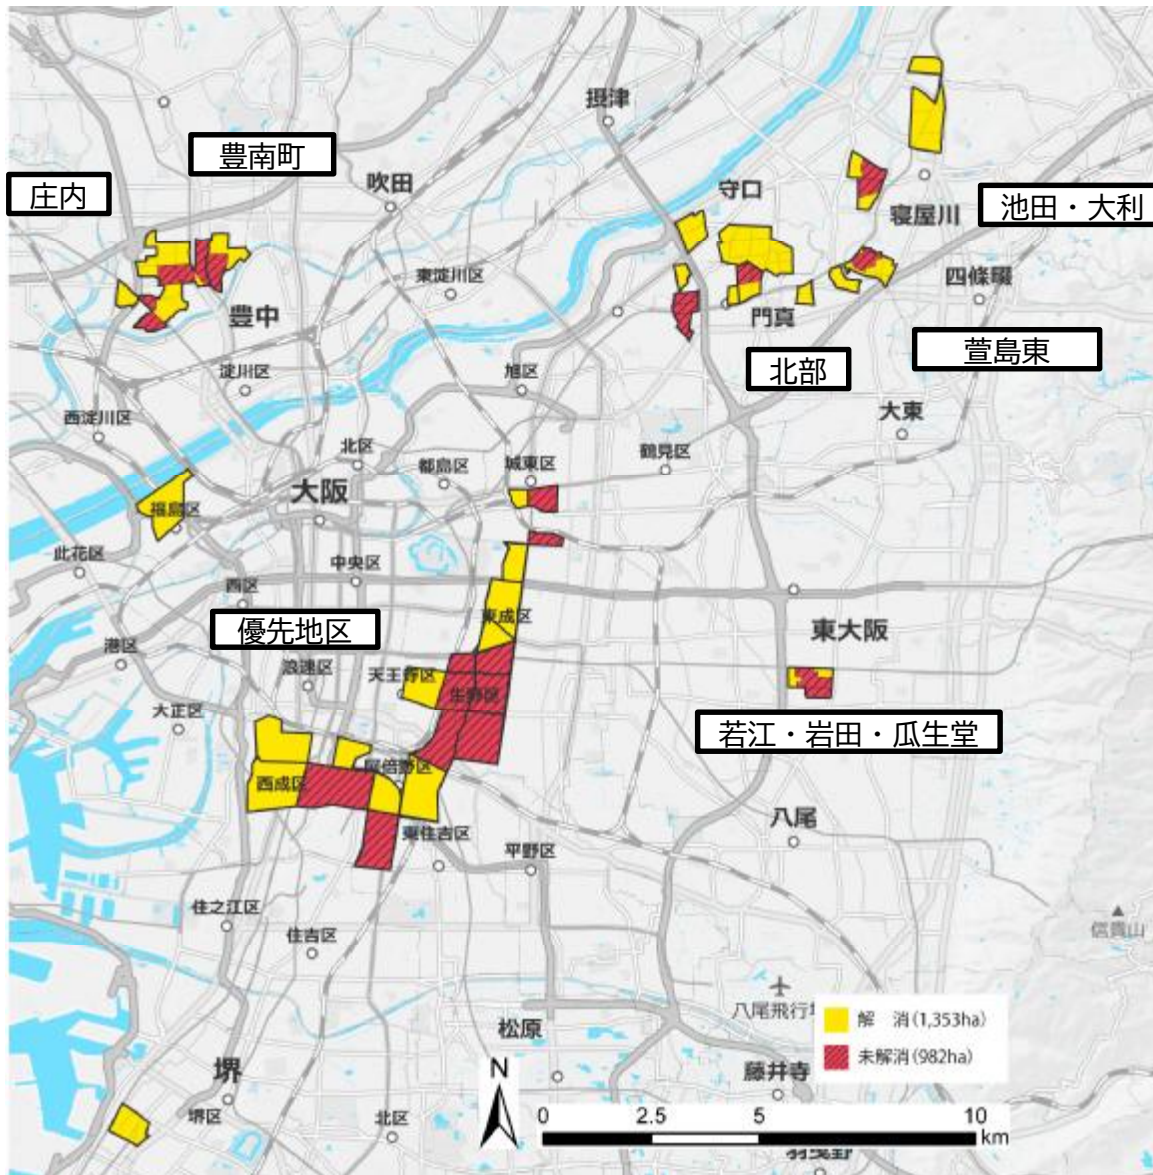 摂津
豊南町
吹田
守口
庄内
寝屋川
池田・大利
東淀川区
四條畷
豊中
門真
萱島東
淀川区
旭区
北部
西淀川区
大東
北区
都島区
城東区
鶴見区
大阪
福島区
此花区
中央区
西区
東成区
優先地区
東大阪
港区
浪速区
天王寺区
生野区
大正区
若江・岩田・瓜生堂
西成区
阿倍野区
八尾
東住吉区
平野区
住之江区
住吉区
信貴山
八尾飛行場
解 消(1,353ha)
松原
未解消(982ha)
堺
藤井寺
N
堺区
北区
0 2.5 5 10
km
羽曳野